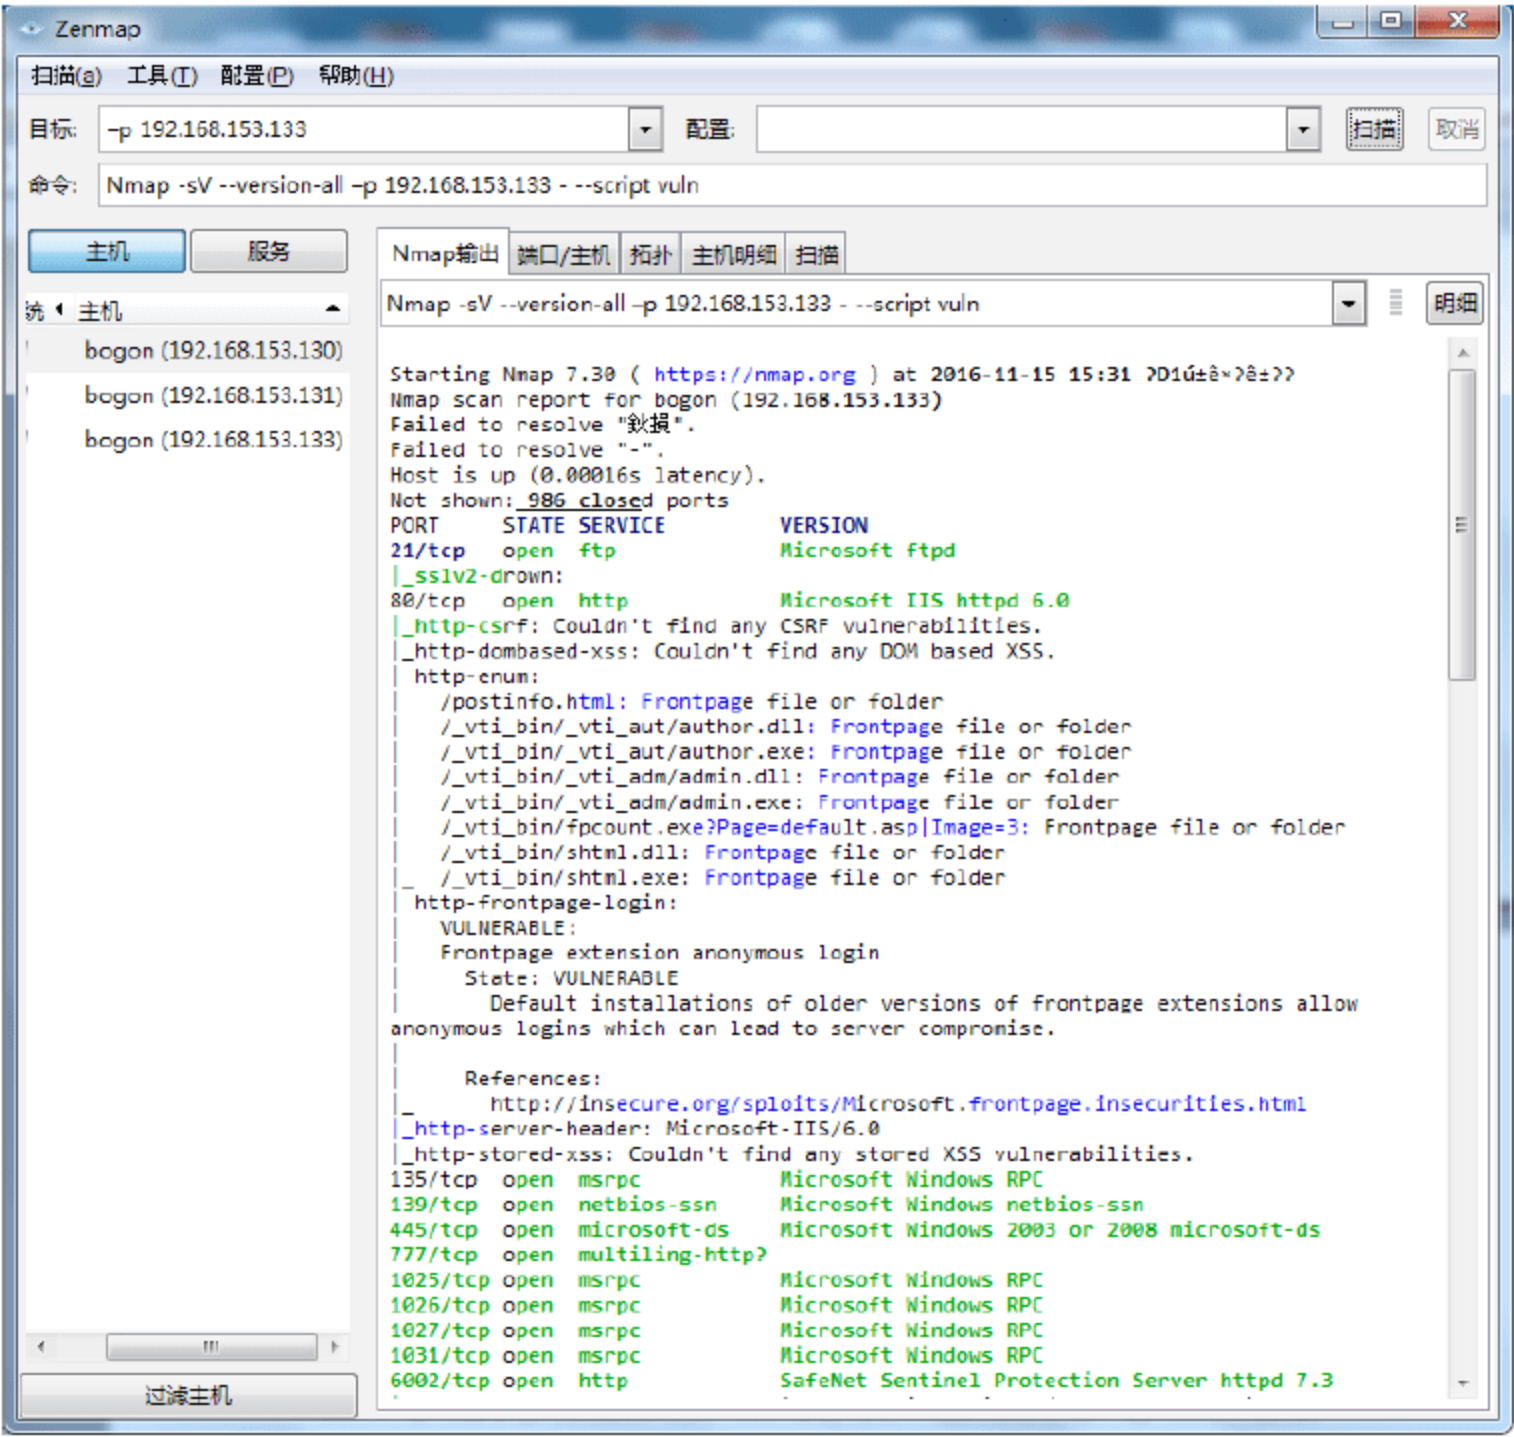 Zenmap
扫描(a) 工具(T) 配置(P) 帮助(H)
目标: –p 192.168.153.133 配置: 扫描 取消
命令: Nmap -sV --version-all –p 192.168.153.133 - --script vuln
主机 服务
Nmap输出 端口/主机 拓扑 主机明细 扫描
统 主机
bogon (192.168.153.130)
bogon (192.168.153.131)
bogon (192.168.153.133)
过滤主机
Nmap -sV --version-all –p 192.168.153.133 - --script vuln 明细
Starting Nmap 7.30 ( https://nmap.org ) at 2016-11-15 15:31
Nmap scan report for bogon (192.168.153.133)
Failed to resolve "鈥損".
Failed to resolve "-".
Host is up (0.00016s latency).
Not shown: 986 closed ports
PORT STATE SERVICE VERSION
21/tcp open ftp Microsoft ftpd
|_sslv2-drown:
80/tcp open http Microsoft IIS httpd 6.0
|_http-csrf: Couldn't find any CSRF vulnerabilities.
|_http-dombased-xss: Couldn't find any DOM based XSS.
| http-enum:
| /postinfo.html: Frontpage file or folder
| /_vti_bin/_vti_aut/author.dll: Frontpage file or folder
| /_vti_bin/_vti_aut/author.exe: Frontpage file or folder
| /_vti_bin/_vti_adm/admin.dll: Frontpage file or folder
| /_vti_bin/_vti_adm/admin.exe: Frontpage file or folder
| /_vti_bin/fpcount.exe?Page=default.asp|Image=3: Frontpage file or folder
| /_vti_bin/shtml.dll: Frontpage file or folder
|_ /_vti_bin/shtml.exe: Frontpage file or folder
| http-frontpage-login:
| VULNERABLE:
| Frontpage extension anonymous login
| State: VULNERABLE
| Default installations of older versions of frontpage extensions allow
anonymous logins which can lead to server compromise.
|
| References:
|_ http://insecure.org/sploits/Microsoft.frontpage.insecurities.html
|_http-server-header: Microsoft-IIS/6.0
|_http-stored-xss: Couldn't find any stored XSS vulnerabilities.
135/tcp open msrpc Microsoft Windows RPC
139/tcp open netbios-ssn Microsoft Windows netbios-ssn
445/tcp open microsoft-ds Microsoft Windows 2003 or 2008 microsoft-ds
777/tcp open multiling-http?
1025/tcp open msrpc Microsoft Windows RPC
1026/tcp open msrpc Microsoft Windows RPC
1027/tcp open msrpc Microsoft Windows RPC
1031/tcp open msrpc Microsoft Windows RPC
6002/tcp open http SafeNet Sentinel Protection Server httpd 7.3